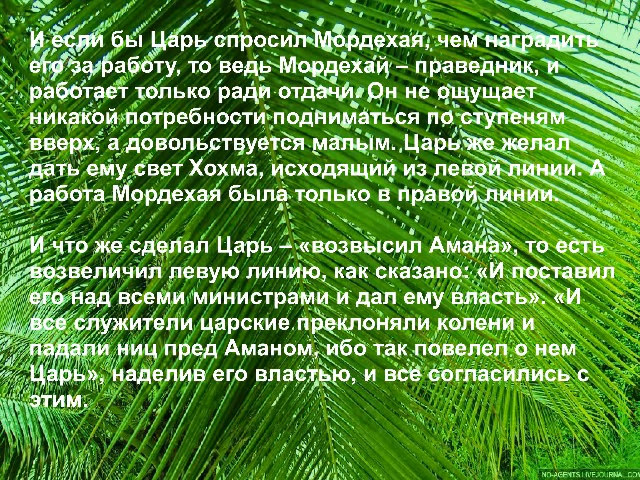 И если бы Царь спросил Мордехая, чем наградить
его за работу, то ведь Мордехай – праведник, и
работает только ради отдачи. Он не ощущает
никакой потребности подниматься по ступеням
вверх, а довольствуется малым. Царь же желал
дать ему свет Хохма, исходящий из левой линии. А
работа Мордехая была только в правой линии.
И что же сделал Царь – «возвысил Амана», то есть
возвеличил левую линию, как сказано: «И поставил
его над всеми министрами и дал ему власть». «И
все служители царские преклоняли колени и
падали ниц пред Аманом, ибо так повелел о нем
Царь», наделив его властью, и все согласились с
этим.
NO-AGENTS.LIVEJOURNAL.COM